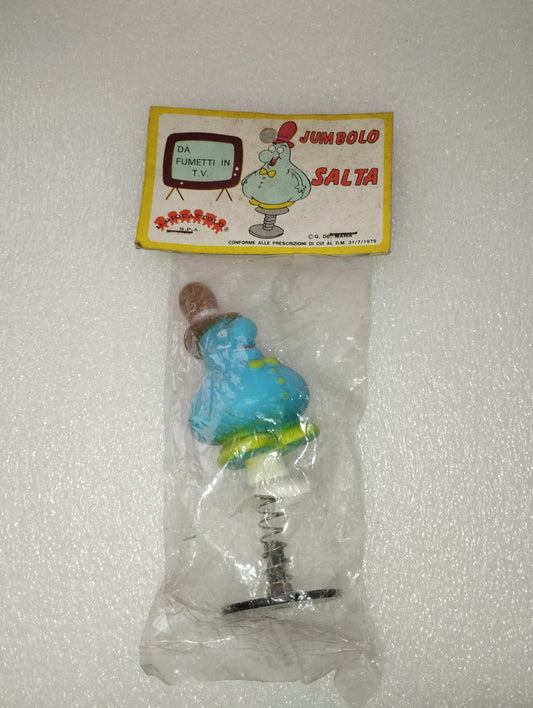 DA
FUMETTI IN
T.V.
JUMBOLO
SALTA
S.P.A.
© G. DE MARIA
CONFORME ALLE PRESCRIZIONI DI CUI AL D.M. 31/7/1979